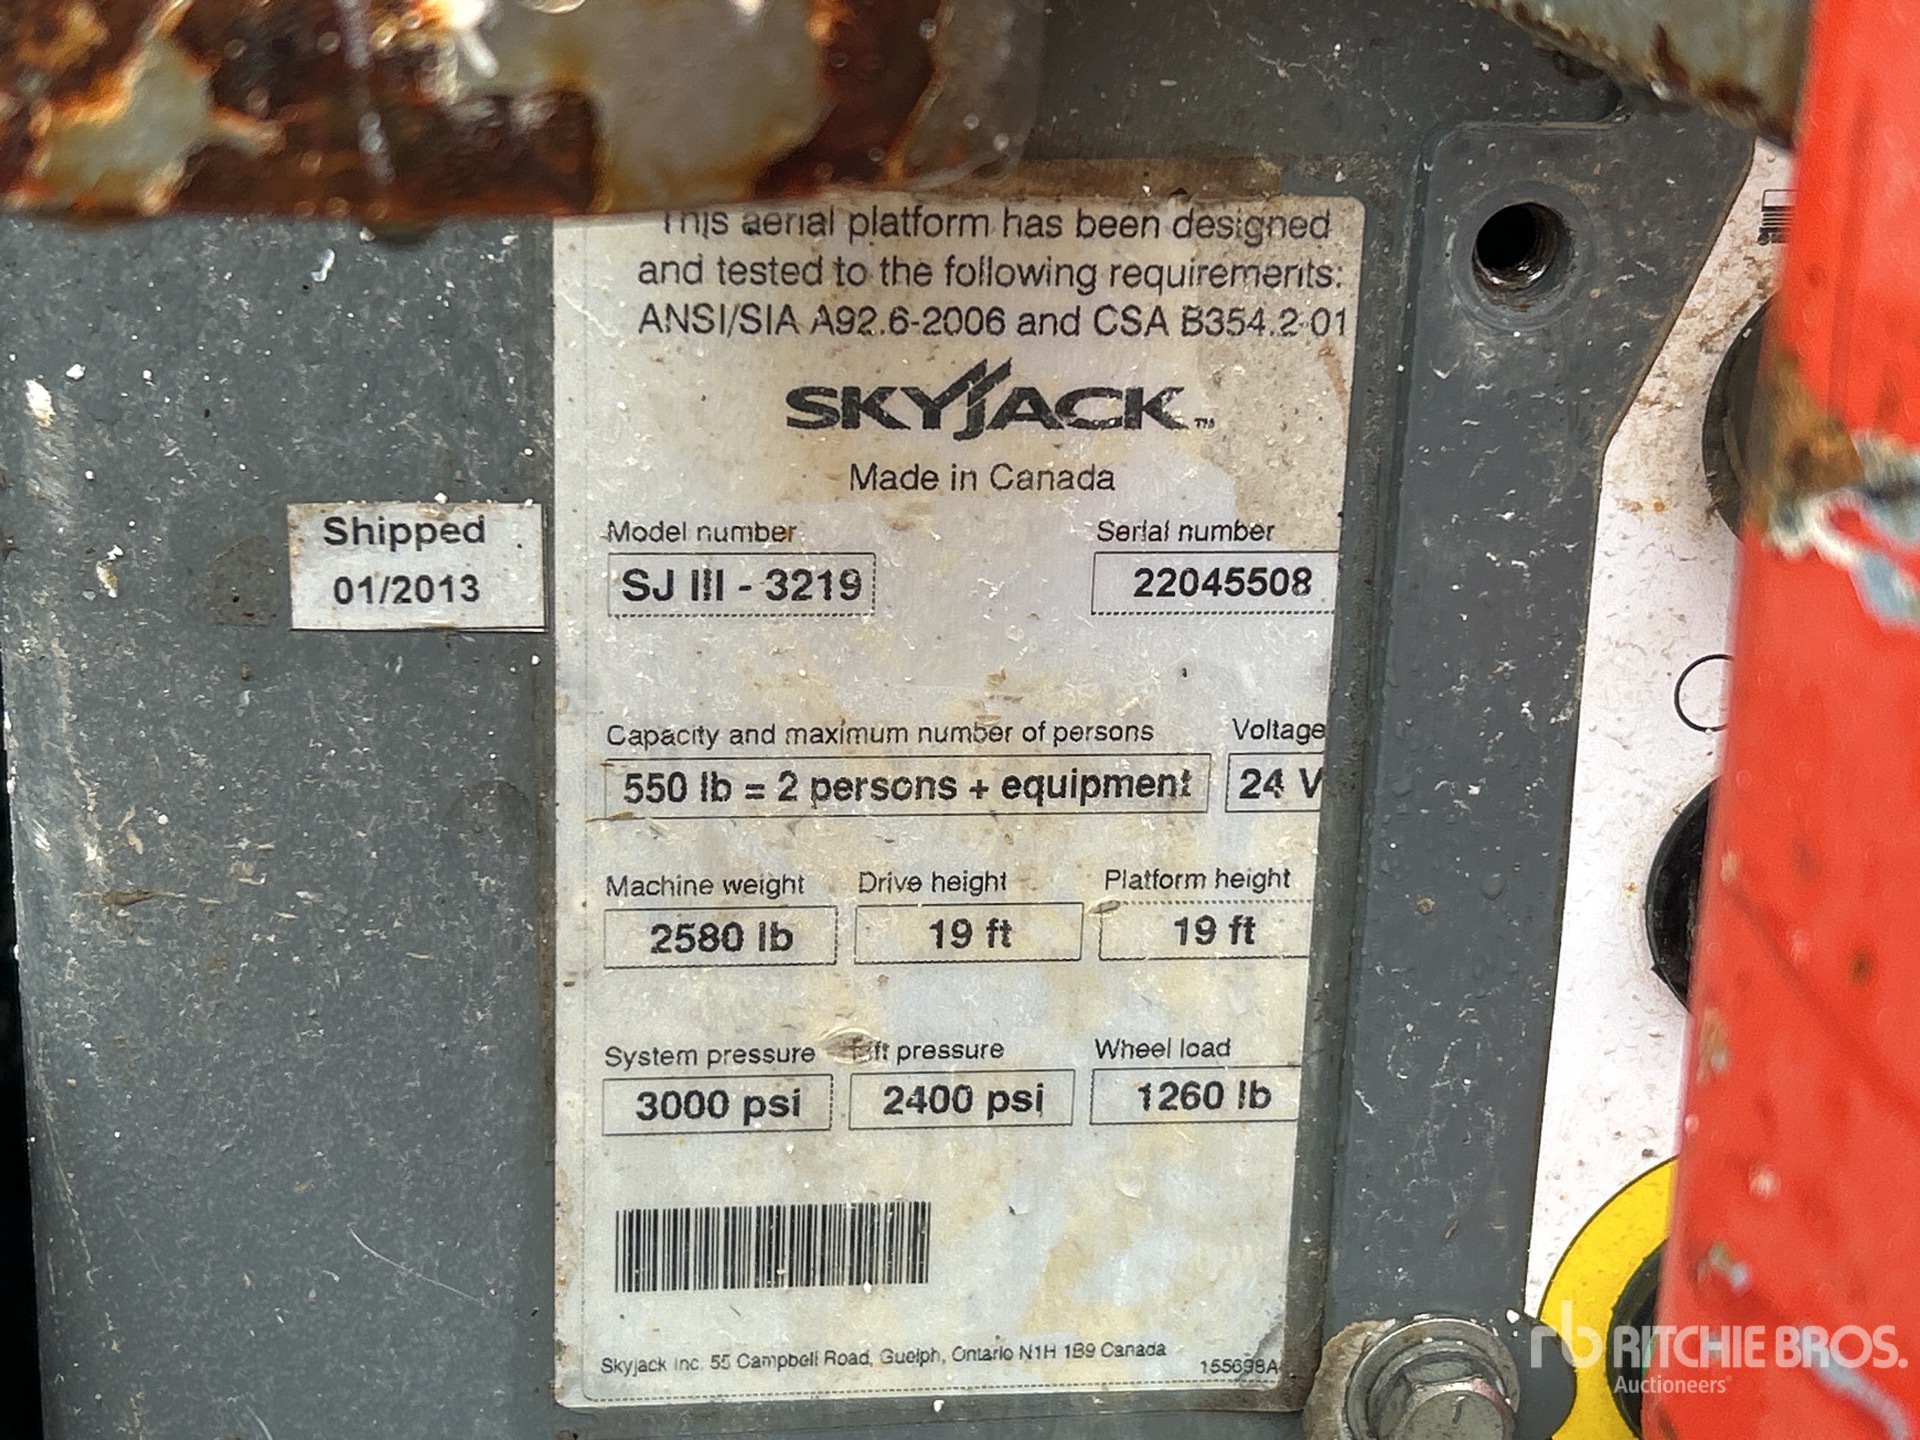 This aerial platform has been designed
and tested to the following requirements:
ANSI/SIA A92.6-2006 and CSA B354.2-01
SKYJACK™
Made in Canada
Shipped
01/2013
Model number
SJ III - 3219
Serial number
22045508
Capacity and maximum number of persons
550 lb = 2 persons + equipment
Voltage
24 V
Machine weight
2580 lb
Drive height
19 ft
Platform height
19 ft
System pressure
3000 psi
Lift pressure
2400 psi
Wheel load
1260 lb
Skyjack Inc. 55 Campbell Road, Guelph, Ontario N1H 1B9 Canada
155698A
rb RITCHIE BROS.
Auctioneers